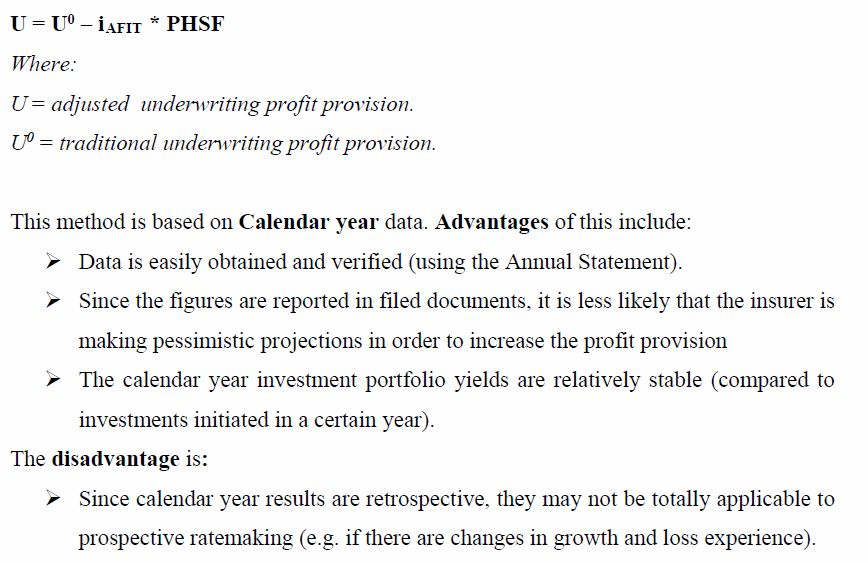 U = U⁰ – i_AFIT * PHSF
Where:
U = adjusted underwriting profit provision.
U⁰ = traditional underwriting profit provision.
This method is based on Calendar year data. Advantages of this include:
➢ Data is easily obtained and verified (using the Annual Statement).
➢ Since the figures are reported in filed documents, it is less likely that the insurer is
making pessimistic projections in order to increase the profit provision
➢ The calendar year investment portfolio yields are relatively stable (compared to
investments initiated in a certain year).
The disadvantage is:
➢ Since calendar year results are retrospective, they may not be totally applicable to
prospective ratemaking (e.g. if there are changes in growth and loss experience).